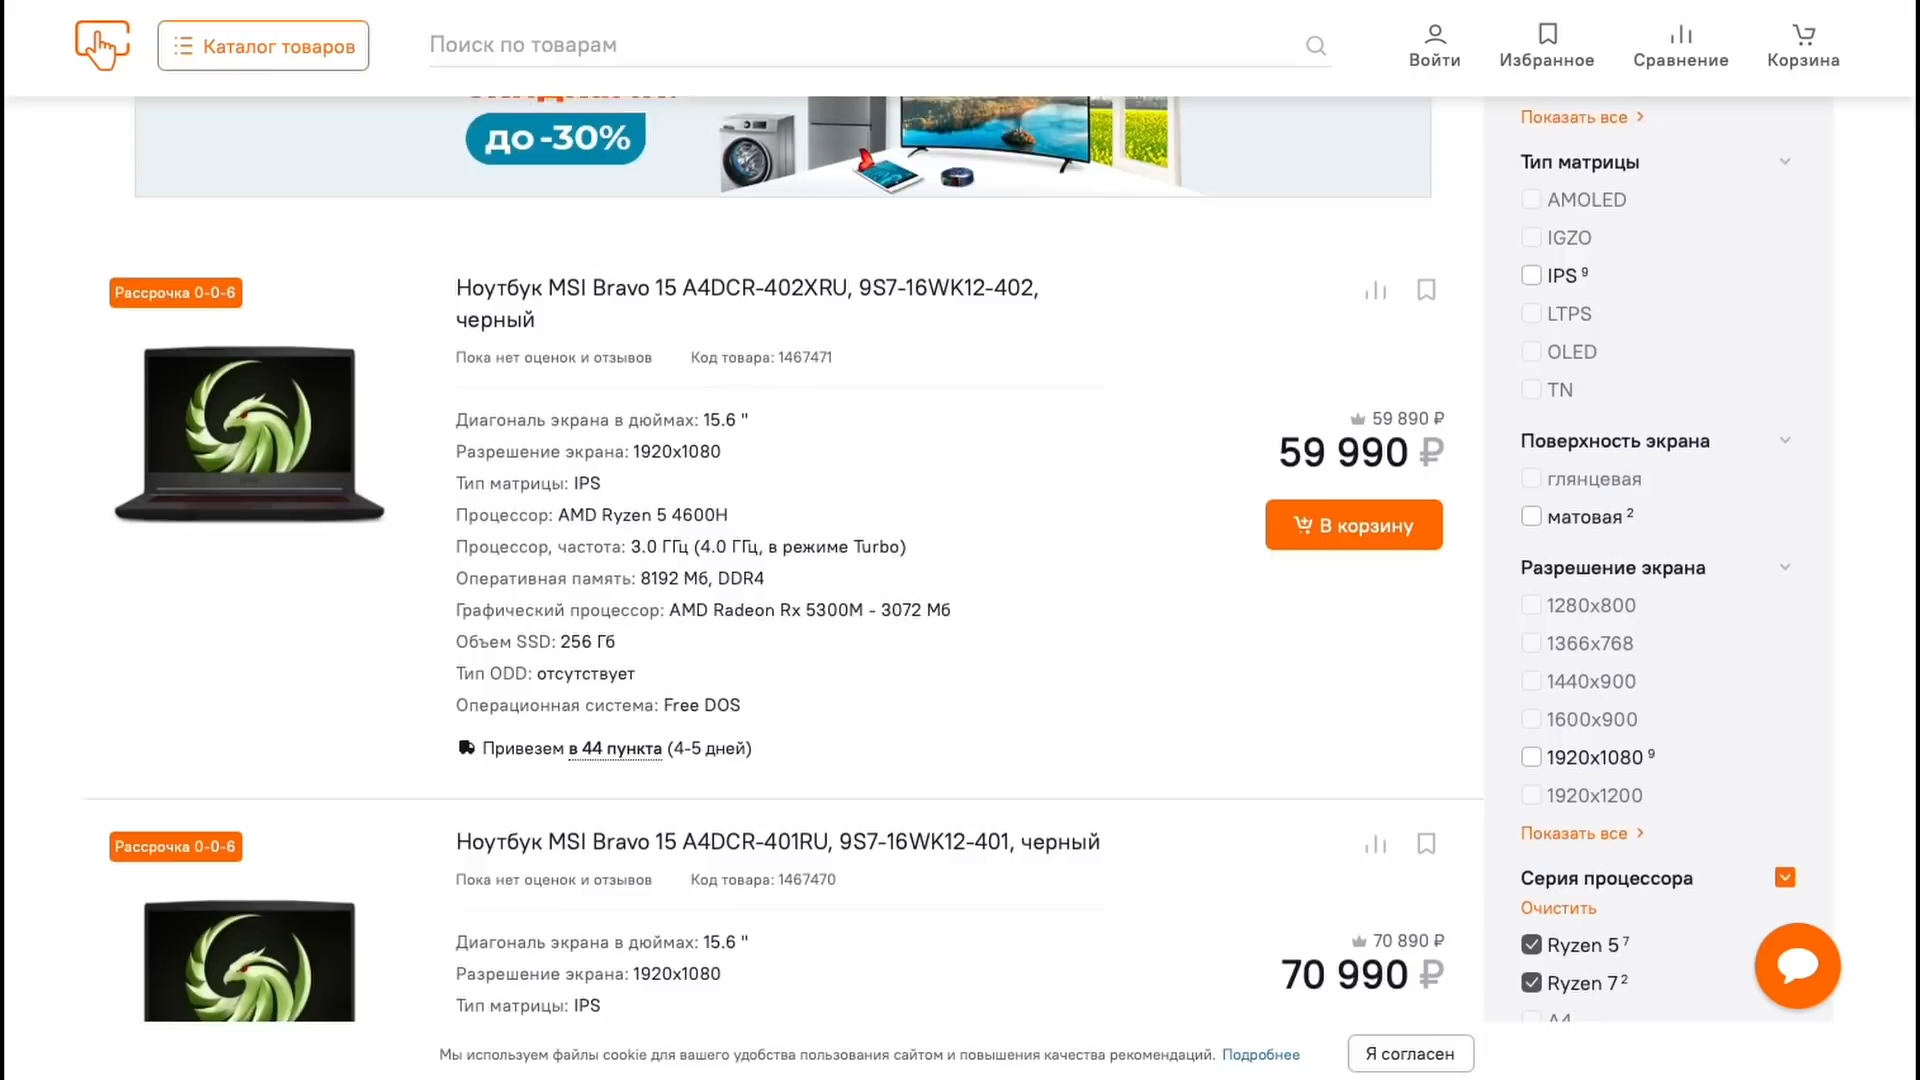 Каталог товаров
Поиск по товарам
Войти
Избранное
Сравнение
Корзина
до -30%
Рассрочка 0-0-6
Ноутбук MSI Bravo 15 A4DCR-402XRU, 9S7-16WK12-402,
черный
Пока нет оценок и отзывов
Код товара: 1467471
Диагональ экрана в дюймах: 15.6 "
Разрешение экрана: 1920x1080
Тип матрицы: IPS
Процессор: AMD Ryzen 5 4600H
Процессор, частота: 3.0 ГГц (4.0 ГГц, в режиме Turbo)
Оперативная память: 8192 Мб, DDR4
Графический процессор: AMD Radeon Rx 5300M - 3072 Мб
Объем SSD: 256 Гб
Тип ODD: отсутствует
Операционная система: Free DOS
Привезем в 44 пункта (4-5 дней)
59 890 ₽
59 990 ₽
В корзину
Рассрочка 0-0-6
Ноутбук MSI Bravo 15 A4DCR-401RU, 9S7-16WK12-401, черный
Пока нет оценок и отзывов
Код товара: 1467470
Диагональ экрана в дюймах: 15.6 "
Разрешение экрана: 1920x1080
Тип матрицы: IPS
70 890 ₽
70 990 ₽
Показать все
Тип матрицы
AMOLED
IGZO
IPS 9
LTPS
OLED
TN
Поверхность экрана
глянцевая
матовая 2
Разрешение экрана
1280x800
1366x768
1440x900
1600x900
1920x1080 9
1920x1200
Показать все
Серия процессора
Очистить
Ryzen 5 7
Ryzen 7 2
A4
Мы используем файлы cookie для вашего удобства пользования сайтом и повышения качества рекомендаций. Подробнее
Я согласен